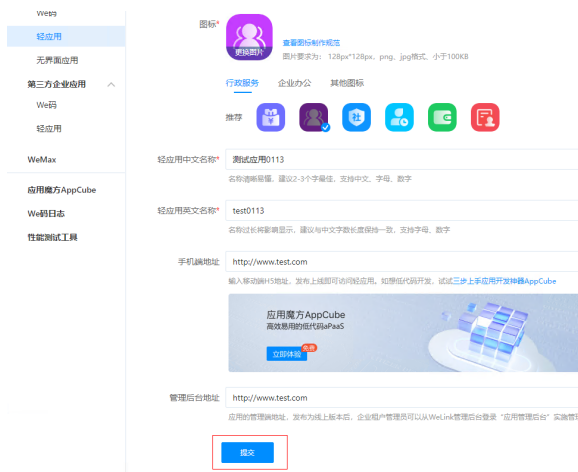 We码
轻应用
无界面应用
第三方企业应用
We码
轻应用
WeMax
应用魔方AppCube
We码日志
性能测试工具
图标*
更换图片
查看图标制作规范
图片要求为：128px*128px、png、jpg格式、小于100KB
行政服务 企业办公 其他图标
推荐
社
轻应用中文名称* 测试应用0113
名称清晰易懂、建议2-3个字最佳、支持中文、字母、数字
轻应用英文名称* test0113
名称过长将影响显示，建议与中文字数长度保持一致，支持字母、数字
手机端地址 http://www.test.com
输入移动端H5地址，发布上线即可访问轻应用。如想低代码开发，试试三步上手应用开发神器AppCube
应用魔方AppCube
高效易用的低代码aPaaS
免费
立即体验
管理后台地址 http://www.test.com
应用的管理端地址，发布为线上版本后，企业租户管理员可以从WeLink管理后台登录“应用管理后台”实施管理
提交